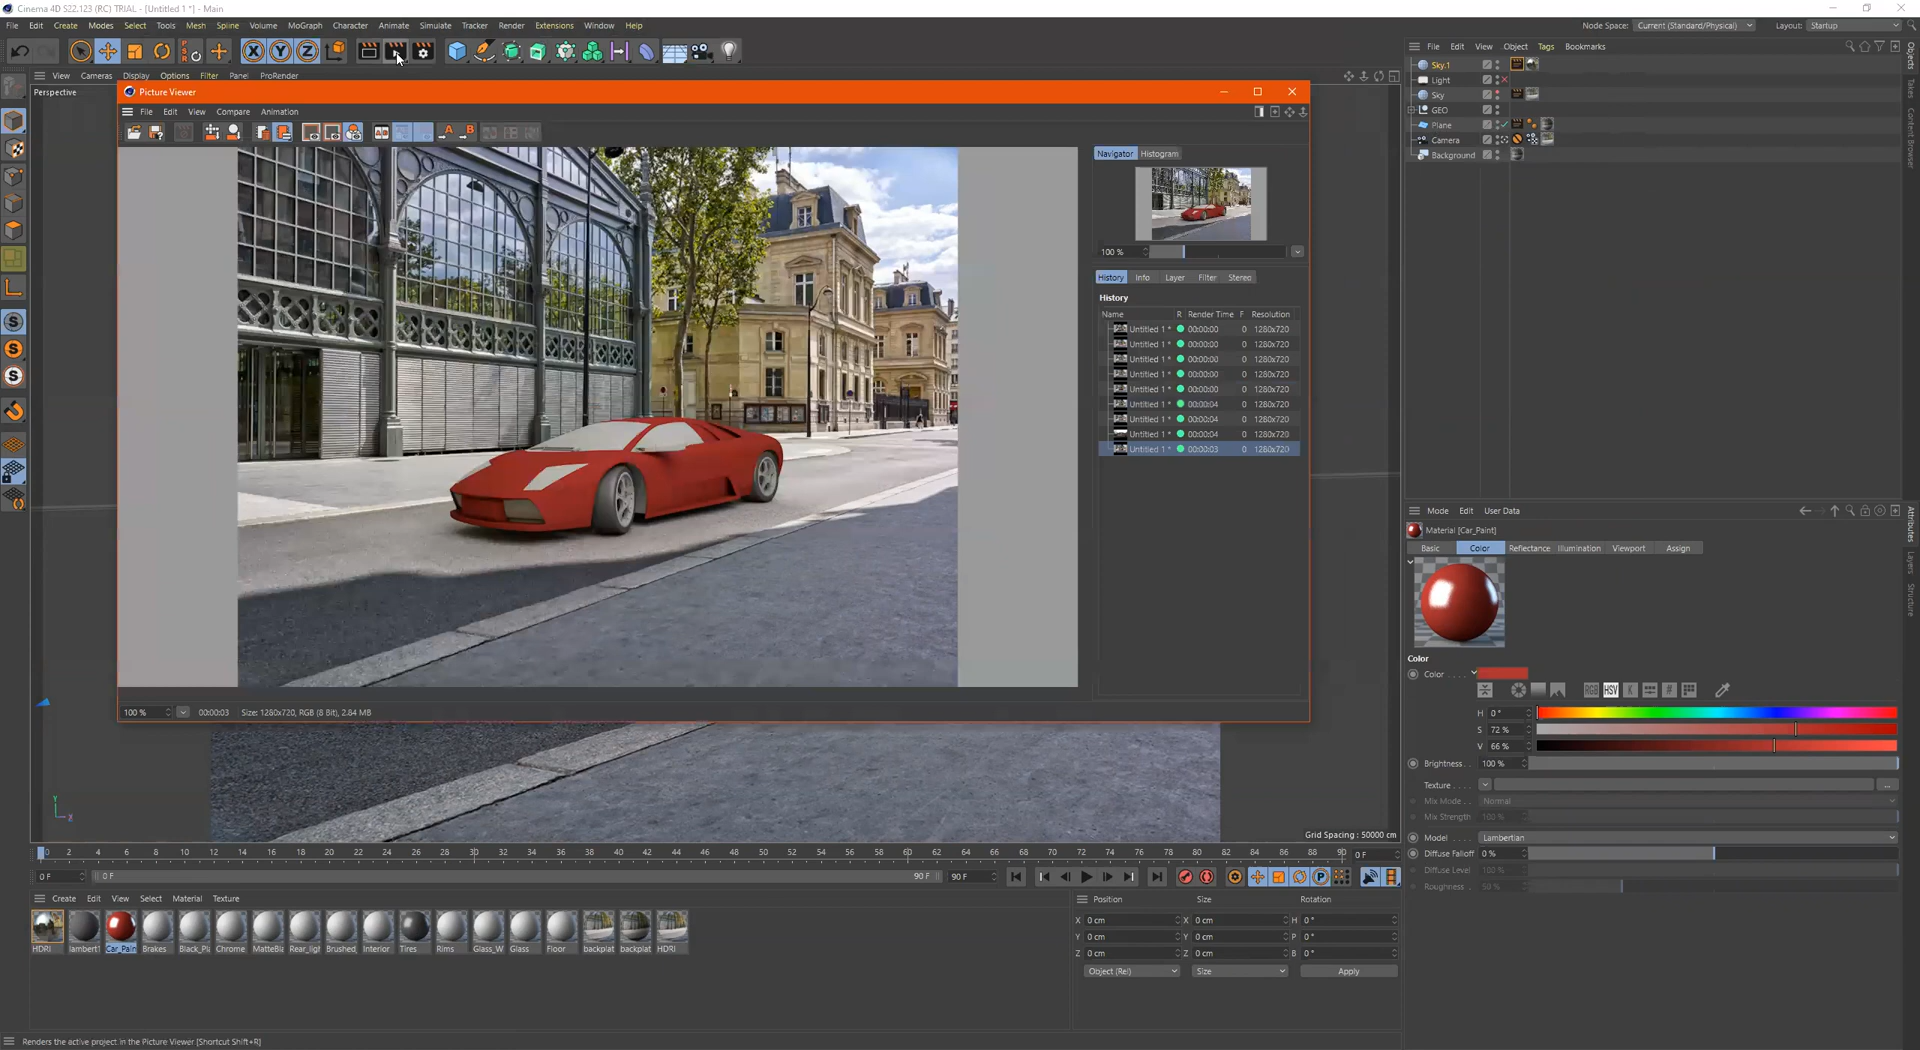 Cinema 4D S22.123 (RC) TRIAL - [Untitled 1 *] - Main
File Edit Create Modes Select Tools Mesh Spline Volume MoGraph Character Animate Simulate Tracker Render Extensions Window Help
Node Space: Current (Standard/Physical) Layout: Startup
File Edit View Object Tags Bookmarks
View Cameras Display Options Filter Panel ProRender
Perspective
Picture Viewer
File Edit View Compare Animation
Navigator Histogram
100 %
History Info Layer Filter Stereo
History
Name R Render Time F Resolution
Untitled 1 * 00:00:00 0 1280x720
Untitled 1 * 00:00:00 0 1280x720
Untitled 1 * 00:00:00 0 1280x720
Untitled 1 * 00:00:00 0 1280x720
Untitled 1 * 00:00:00 0 1280x720
Untitled 1 * 00:00:04 0 1280x720
Untitled 1 * 00:00:04 0 1280x720
Untitled 1 * 00:00:04 0 1280x720
Untitled 1 * 00:00:03 0 1280x720
100 % 00:00:03 Size: 1280x720, RGB (8 Bit), 2.84 MB
Sky.1
Light
Sky
GEO
Plane
Camera
Background
Objects
Takes
Content Browser
Mode Edit User Data
Material [Car_Paint]
Basic Color Reflectance Illumination Viewport Assign
Attributes
Layers
Structure
Color
Color . . . .
RGB HSV K #
H 0 °
S 72 %
V 66 %
Brightness . . 100 %
Texture . . . . ...
Mix Mode . . Normal
Mix Strength 100 %
Model . . . . . Lambertian
Diffuse Falloff 0 %
Diffuse Level 100 %
Roughness . 50 %
Y
X
Grid Spacing : 50000 cm
0 2 4 6 8 10 12 14 16 18 20 22 24 26 28 30 32 34 36 38 40 42 44 46 48 50 52 54 56 58 60 62 64 66 68 70 72 74 76 78 80 82 84 86 88 90 0 F
0 F 0 F 90 F 90 F
Create Edit View Select Material Texture
HDRI lambert1 Car_Pain Brakes Black_Pl Chrome MatteBl Rear_ligh Brushed_ Interior Tires Rims Glass_W Glass Floor backplat backplat HDRI
Position Size Rotation
X 0 cm X 0 cm H 0 °
Y 0 cm Y 0 cm P 0 °
Z 0 cm Z 0 cm B 0 °
Object (Rel) Size Apply
Renders the active project in the Picture Viewer [Shortcut Shift+R]